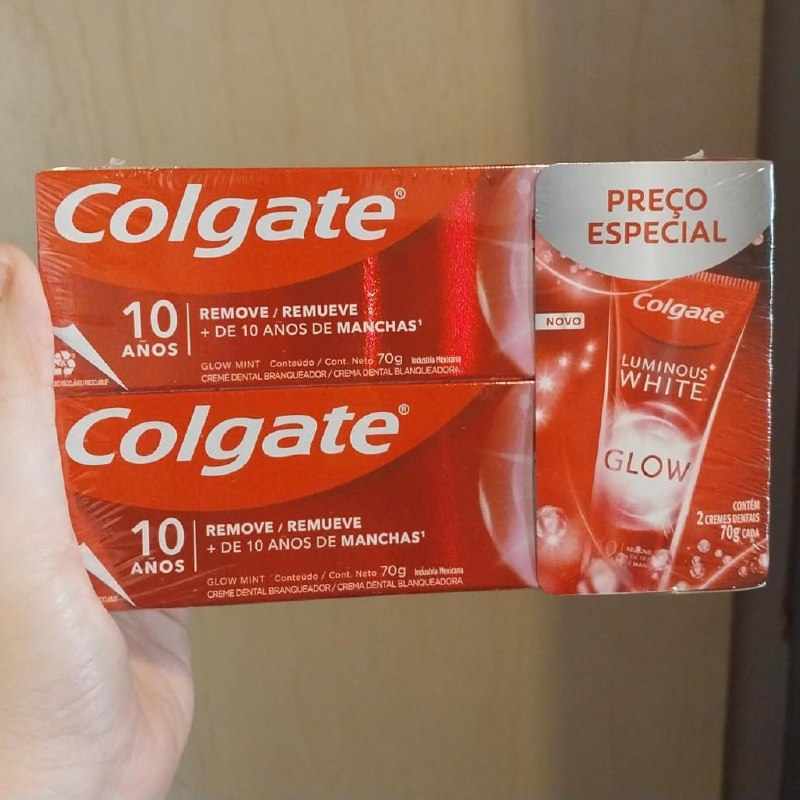 Colgate®
10 AÑOS
REMOVE / REMUEVE
+ DE 10 ANOS DE MANCHAS¹
GLOW MINT Conteúdo / Cont. Neto 70g Industria Mexicana
CREME DENTAL BRANQUEADOR / CREMA DENTAL BLANQUEADORA
Colgate®
10 AÑOS
REMOVE / REMUEVE
+ DE 10 ANOS DE MANCHAS¹
GLOW MINT Conteúdo / Cont. Neto 70g Industria Mexicana
CREME DENTAL BRANQUEADOR / CREMA DENTAL BLANQUEADORA
PREÇO
ESPECIAL
NOVO
Colgate
LUMINOUS®
WHITE
GLOW
CONTÉM
2 CREMES DENTAIS
70g CADA